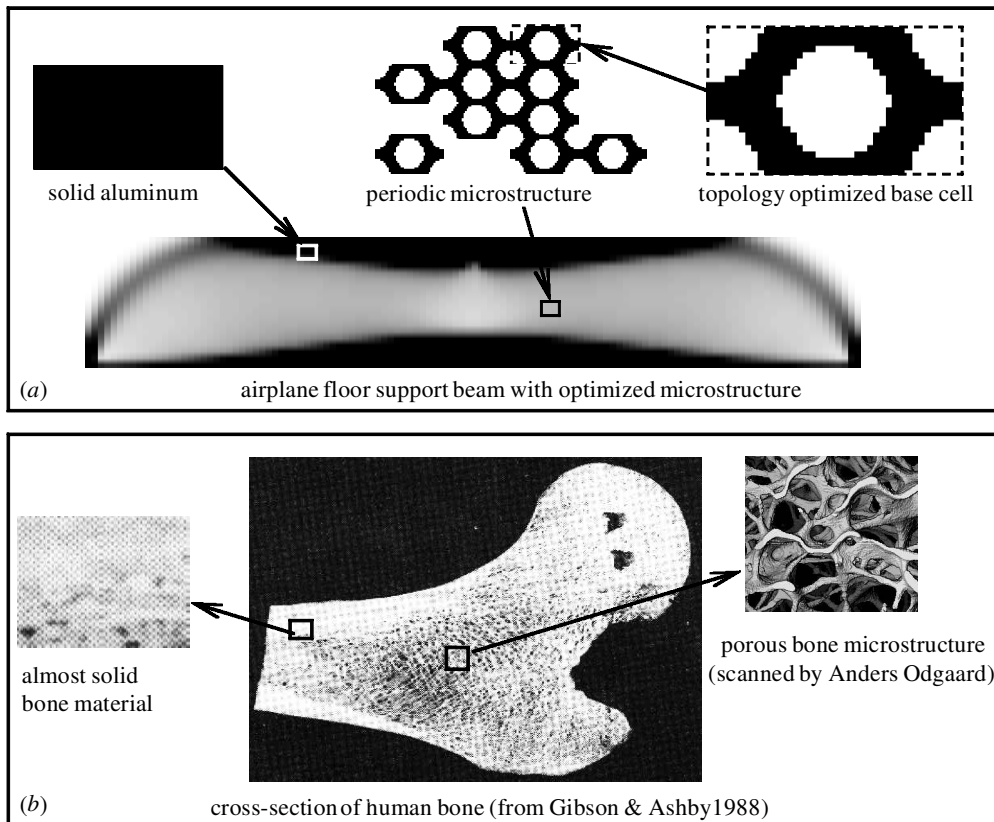 solid aluminum
periodic microstructure
topology optimized base cell
(a)
airplane floor support beam with optimized microstructure
almost solid
bone material
porous bone microstructure
(scanned by Anders Odgaard)
(b)
cross-section of human bone (from Gibson & Ashby1988)